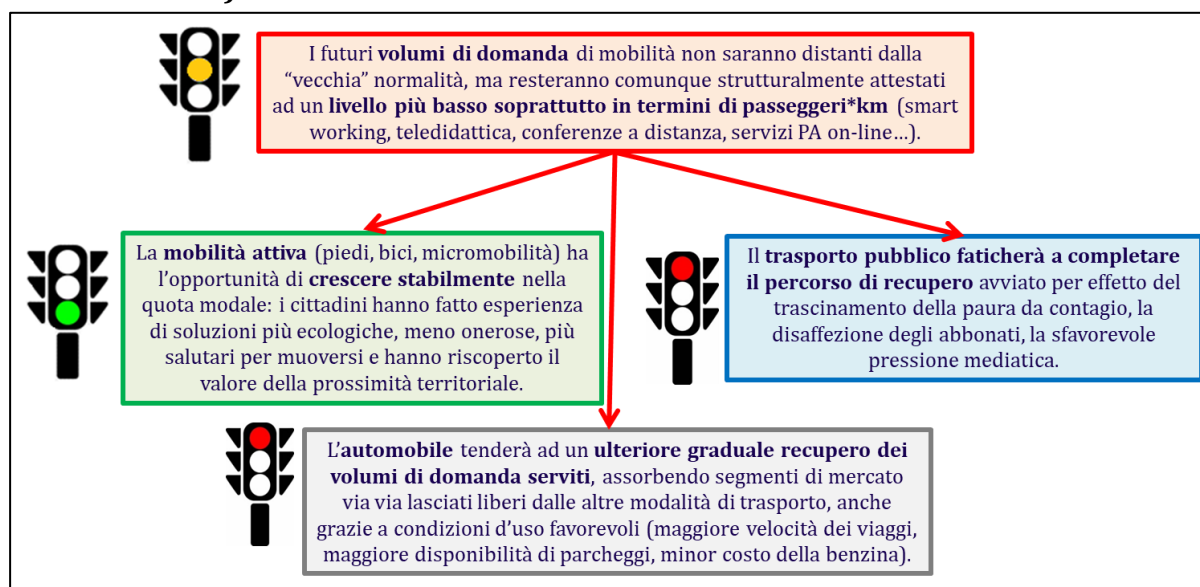 I futuri volumi di domanda di mobilità non saranno distanti dalla
“vecchia” normalità, ma resteranno comunque strutturalmente attestati
ad un livello più basso soprattutto in termini di passeggeri*km (smart
working, teledidattica, conferenze a distanza, servizi PA on-line…).
La mobilità attiva (piedi, bici, micromobilità) ha
l’opportunità di crescere stabilmente nella
quota modale: i cittadini hanno fatto esperienza
di soluzioni più ecologiche, meno onerose, più
salutari per muoversi e hanno riscoperto il
valore della prossimità territoriale.
Il trasporto pubblico faticherà a completare
il percorso di recupero avviato per effetto del
trascinamento della paura da contagio, la
disaffezione degli abbonati, la sfavorevole
pressione mediatica.
L’automobile tenderà ad un ulteriore graduale recupero dei
volumi di domanda serviti, assorbendo segmenti di mercato
via via lasciati liberi dalle altre modalità di trasporto, anche
grazie a condizioni d’uso favorevoli (maggiore velocità dei viaggi,
maggiore disponibilità di parcheggi, minor costo della benzina).